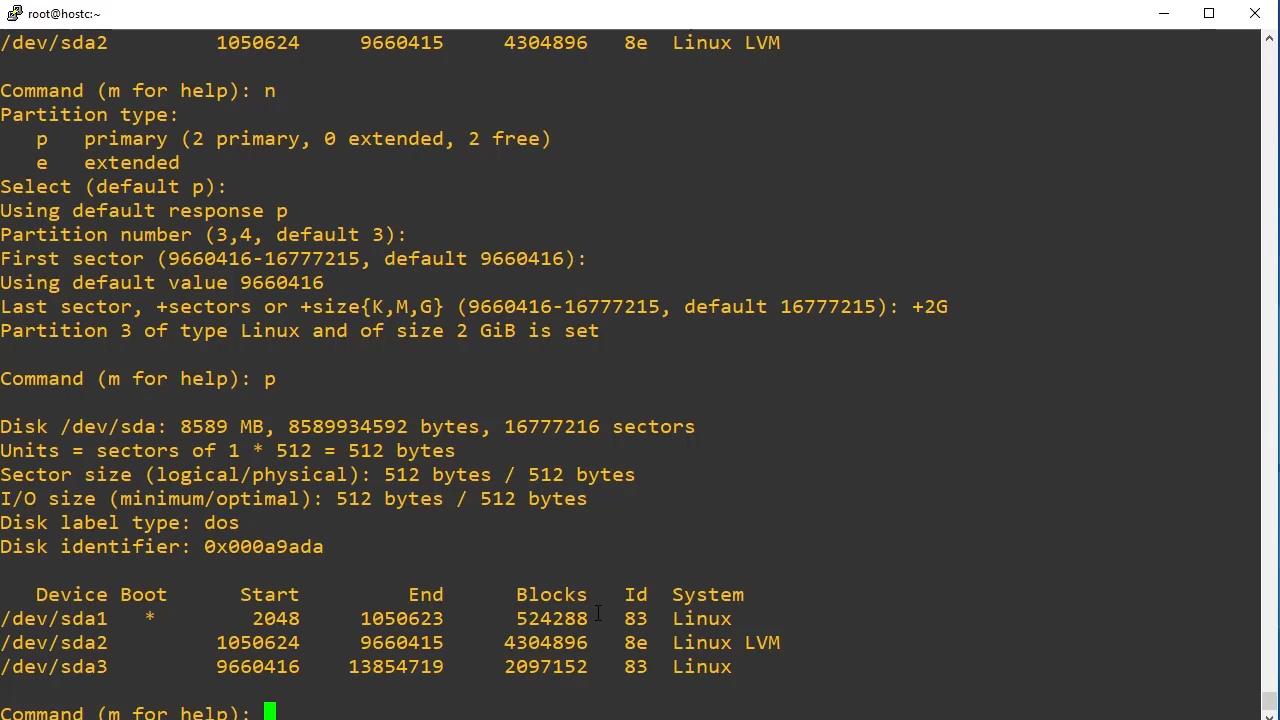 root@hostc:~
/dev/sda2         1050624     9660415     4304896   8e  Linux LVM
Command (m for help): n
Partition type:
   p   primary (2 primary, 0 extended, 2 free)
   e   extended
Select (default p):
Using default response p
Partition number (3,4, default 3):
First sector (9660416-16777215, default 9660416):
Using default value 9660416
Last sector, +sectors or +size{K,M,G} (9660416-16777215, default 16777215): +2G
Partition 3 of type Linux and of size 2 GiB is set
Command (m for help): p
Disk /dev/sda: 8589 MB, 8589934592 bytes, 16777216 sectors
Units = sectors of 1 * 512 = 512 bytes
Sector size (logical/physical): 512 bytes / 512 bytes
I/O size (minimum/optimal): 512 bytes / 512 bytes
Disk label type: dos
Disk identifier: 0x000a9ada
   Device Boot      Start         End      Blocks   Id  System
/dev/sda1   *        2048     1050623      524288   83  Linux
/dev/sda2         1050624     9660415     4304896   8e  Linux LVM
/dev/sda3         9660416    13854719     2097152   83  Linux
Command (m for help):